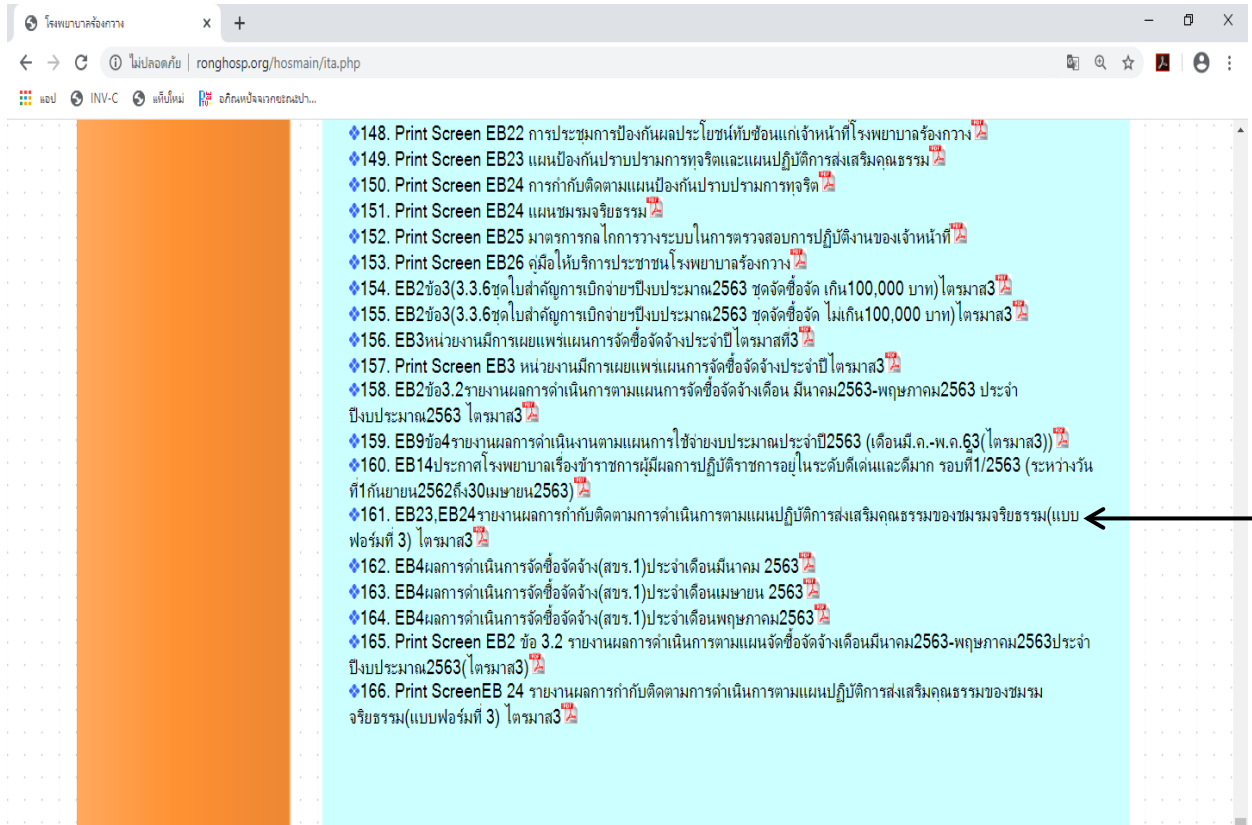 โรงพยาบาลร้องกวาง
ไม่ปลอดภัย | ronghosp.org/hosmain/ita.php
แอป INV-C แท็บใหม่
148. Print Screen EB22 การประชุมการป้องกันผลประโยชน์ทับซ้อนแก่เจ้าหน้าที่โรงพยาบาลร้องกวาง
149. Print Screen EB23 แผนป้องกันปราบปรามการทุจริตและแผนปฏิบัติการส่งเสริมคุณธรรม
150. Print Screen EB24 การกำกับติดตามแผนป้องกันปราบปรามการทุจริต
151. Print Screen EB24 แผนชมรมจริยธรรม
152. Print Screen EB25 มาตรการกลไกการวางระบบในการตรวจสอบการปฏิบัติงานของเจ้าหน้าที่
153. Print Screen EB26 คู่มือให้บริการประชาชนโรงพยาบาลร้องกวาง
154. EB2ข้อ3(3.3.6ชุดใบสำคัญการเบิกจ่ายฯปีงบประมาณ2563 ชุดจัดซื้อจัด เกิน100,000 บาท)ไตรมาส3
155. EB2ข้อ3(3.3.6ชุดใบสำคัญการเบิกจ่ายฯปีงบประมาณ2563 ชุดจัดซื้อจัด ไม่เกิน100,000 บาท)ไตรมาส3
156. EB3หน่วยงานมีการเผยแพร่แผนการจัดซื้อจัดจ้างประจำปีไตรมาสที่3
157. Print Screen EB3 หน่วยงานมีการเผยแพร่แผนการจัดซื้อจัดจ้างประจำปีไตรมาส3
158. EB2ข้อ3.2รายงานผลการดำเนินการตามแผนการจัดซื้อจัดจ้างเดือน มีนาคม2563-พฤษภาคม2563 ประจำ
ปีงบประมาณ2563 ไตรมาส3
159. EB9ข้อ4รายงานผลการดำเนินงานตามแผนการใช้จ่ายงบประมาณประจำปี2563 (เดือนมี.ค.-พ.ค.63(ไตรมาส3))
160. EB14ประกาศโรงพยาบาลเรื่องข้าราชการผู้มีผลการปฏิบัติราชการอยู่ในระดับดีเด่นและดีมาก รอบที่1/2563 (ระหว่างวัน
ที่1กันยายน2562ถึง30เมษายน2563)
161. EB23,EB24รายงานผลการกำกับติดตามการดำเนินการตามแผนปฏิบัติการส่งเสริมคุณธรรมของชมรมจริยธรรม(แบบ
ฟอร์มที่ 3) ไตรมาส3
162. EB4ผลการดำเนินการจัดซื้อจัดจ้าง(สขร.1)ประจำเดือนมีนาคม 2563
163. EB4ผลการดำเนินการจัดซื้อจัดจ้าง(สขร.1)ประจำเดือนเมษายน 2563
164. EB4ผลการดำเนินการจัดซื้อจัดจ้าง(สขร.1)ประจำเดือนพฤษภาคม2563
165. Print Screen EB2 ข้อ 3.2 รายงานผลการดำเนินการตามแผนจัดซื้อจัดจ้างเดือนมีนาคม2563-พฤษภาคม2563ประจำ
ปีงบประมาณ2563(ไตรมาส3)
166. Print ScreenEB 24 รายงานผลการกำกับติดตามการดำเนินการตามแผนปฏิบัติการส่งเสริมคุณธรรมของชมรม
จริยธรรม(แบบฟอร์มที่ 3) ไตรมาส3